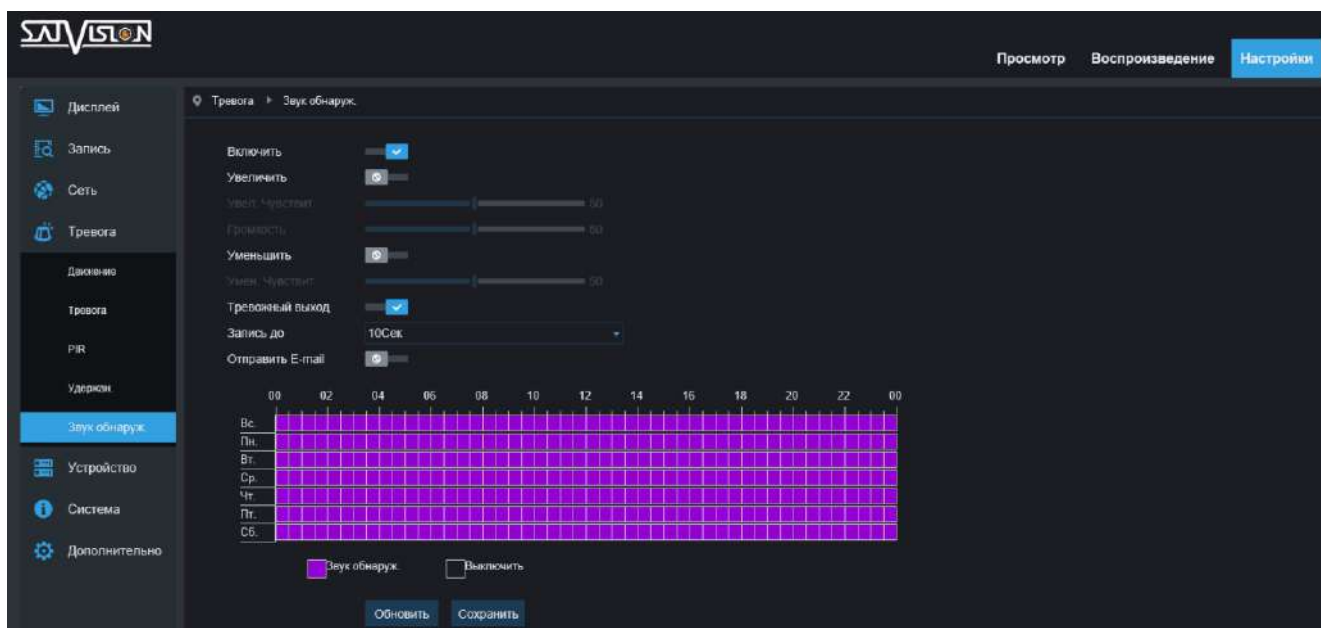 SATVISION
Просмотр Воспроизведение Настройки
Дисплей
Запись
Сеть
Тревога
Движение
Тревога
PIR
Удержан
Звук обнаруж.
Устройство
Система
Дополнительно
Тревога Звук обнаруж.
Включить
Увеличить
Увел. Чувствит. 50
Громкость 50
Уменьшить
Умен. Чувствит. 50
Тревожный выход
Запись до 10Сек
Отправить E-mail
00 02 04 06 08 10 12 14 16 18 20 22 00
Вс.
Пн.
Вт.
Ср.
Чт.
Пт.
Сб.
Звук обнаруж. Выключить
Обновить Сохранить